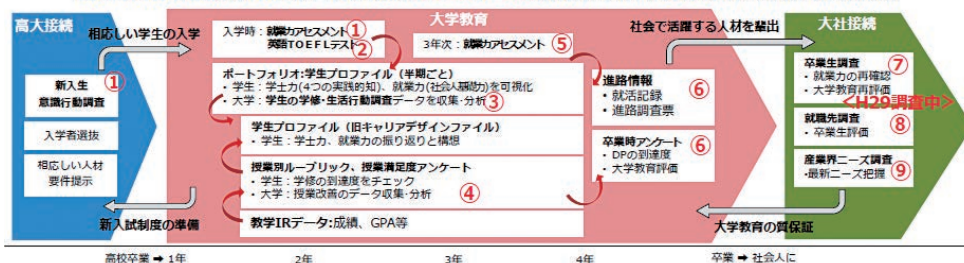 高大接続
大学教育
大社接続
相応しい学生の入学
社会で活躍する人材を輩出
新入生
意識行動調査
①
入学者選抜
相応しい人材
要件提示
新入試制度の準備
入学時：就業力アセスメント ①
英語TOEFLテスト ②
3年次：就業力アセスメント ⑤
ポートフォリオ:学生プロファイル（半期ごと）
・学生：学士力(4つの実践的知)、就業力(社会人基礎力)を可視化
・大学：学生の学修・生活行動調査データを収集・分析 ③
学生プロファイル（旧キャリアデザインファイル）
・学生：学士力、就業力の振り返りと構想
授業別ルーブリック、授業満足度アンケート
・学生：学修の到達度をチェック
・大学：授業改善のデータ収集・分析 ④
教学IRデータ:成績、GPA等
進路情報 ⑥
・就活記録
・進路調査票
卒業時アンケート ⑥
・DPの到達度
・大学教育評価
卒業生調査 ⑦
・就業力の再確認
・大学教育再評価
＜H29調査中＞
就職先調査 ⑧
・卒業生評価
産業界ニーズ調査 ⑨
・最新ニーズ把握
大学教育の質保証
高校卒業 ➡ 1年
2年
3年
4年
卒業 ➡ 社会人に